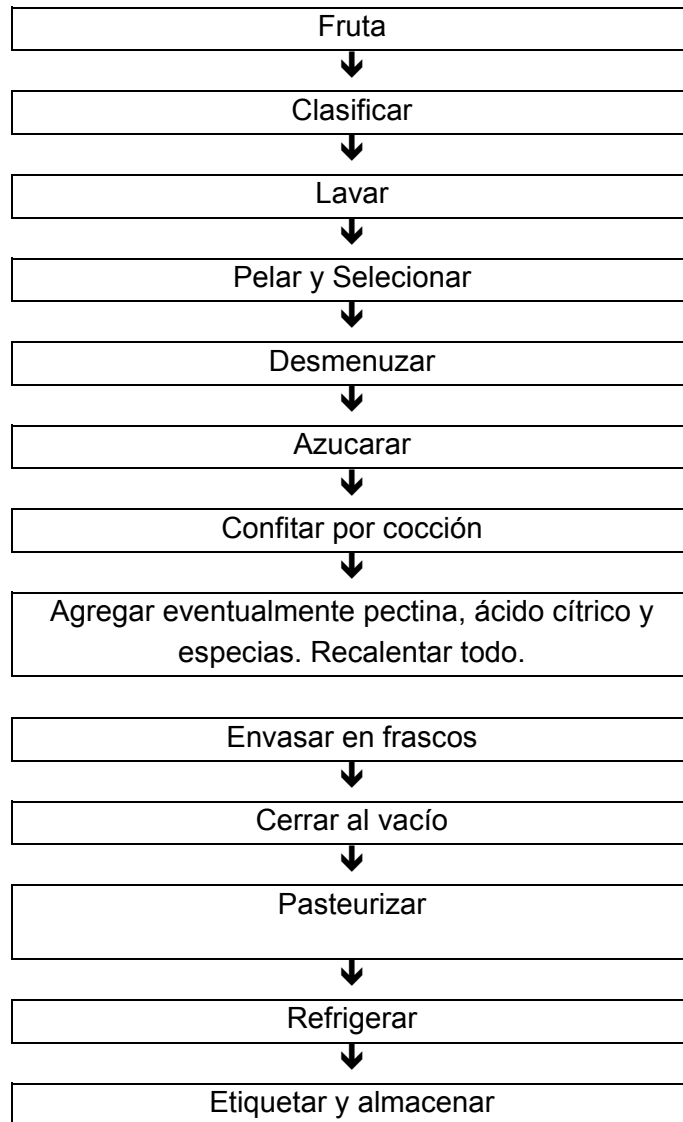 Fruta
Clasificar
Lavar
Pelar y Selecionar
Desmenuzar
Azucarar
Confitar por cocción
Agregar eventualmente pectina, ácido cítrico y
especias. Recalentar todo.
Envasar en frascos
Cerrar al vacío
Pasteurizar
Refrigerar
Etiquetar y almacenar